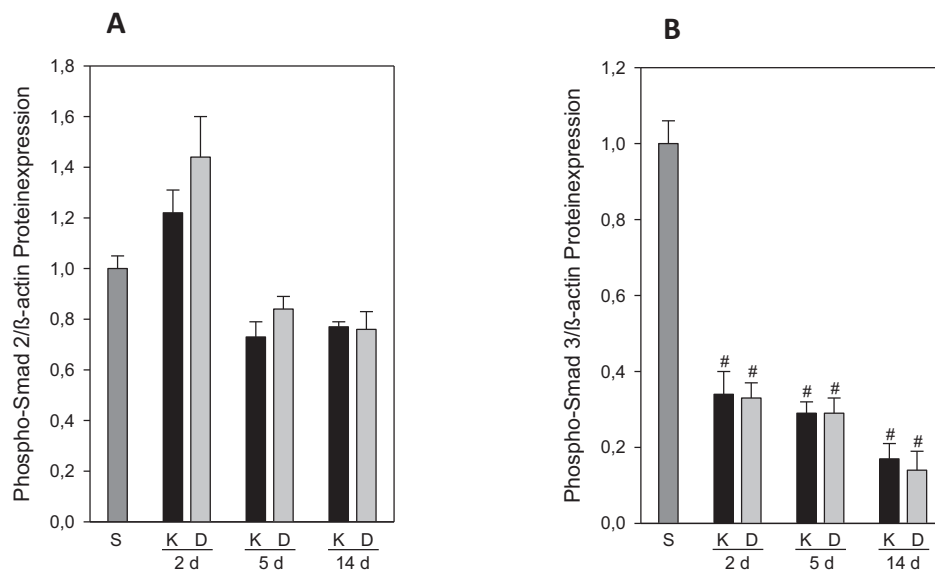 A
Phospho-Smad 2/ß-actin Proteinexpression
1,8
1,6
1,4
1,2
1,0
0,8
0,6
0,4
0,2
0,0
S
K D
K D
K D
2 d
5 d
14 d
B
Phospho-Smad 3/ß-actin Proteinexpression
1,2
1,0
0,8
0,6
0,4
0,2
0,0
# #
# #
# #
S
K D
K D
K D
2 d
5 d
14 d